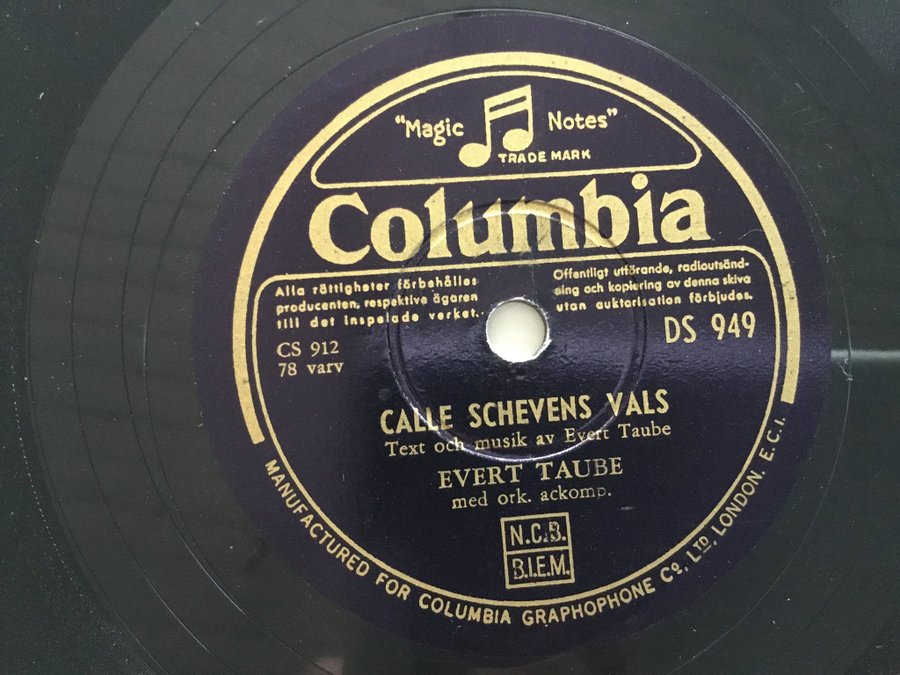 "Magic Notes"
TRADE MARK
Columbia
Alla rättigheter förbehålles
producenten, respektive ägaren
till det inspelade verket.
Offentligt utförande, radioutsänd-
ning och kopiering av denna skiva
utan auktorisation förbjudes.
CS 912
78 varv
DS 949
CALLE SCHEVENS VALS
Text och musik av Evert Taube
EVERT TAUBE
med ork. ackomp.
N.C.B.
B.I.E.M.
MANUFACTURED FOR COLUMBIA GRAPHOPHONE Co. LTD. LONDON. E.C.I.